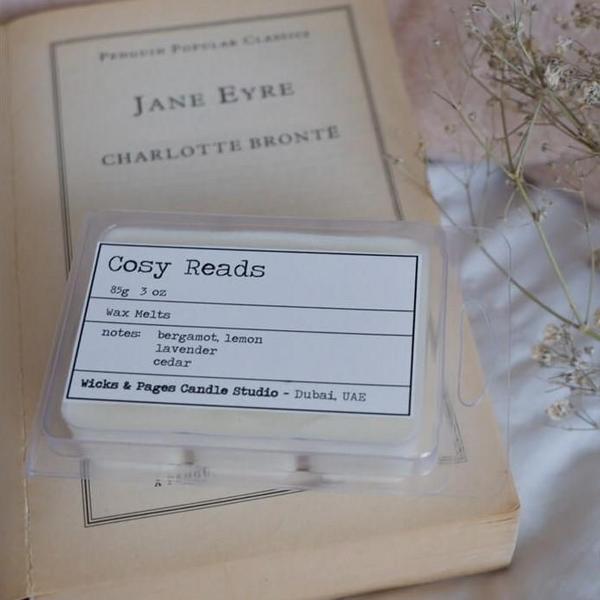 Penguin Popular Classics
Jane Eyre
Charlotte Brontë
Cosy Reads
85g 3 oz
Wax Melts
notes: bergamot, lemon
lavender
cedar
Wicks & Pages Candle Studio - Dubai, UAE